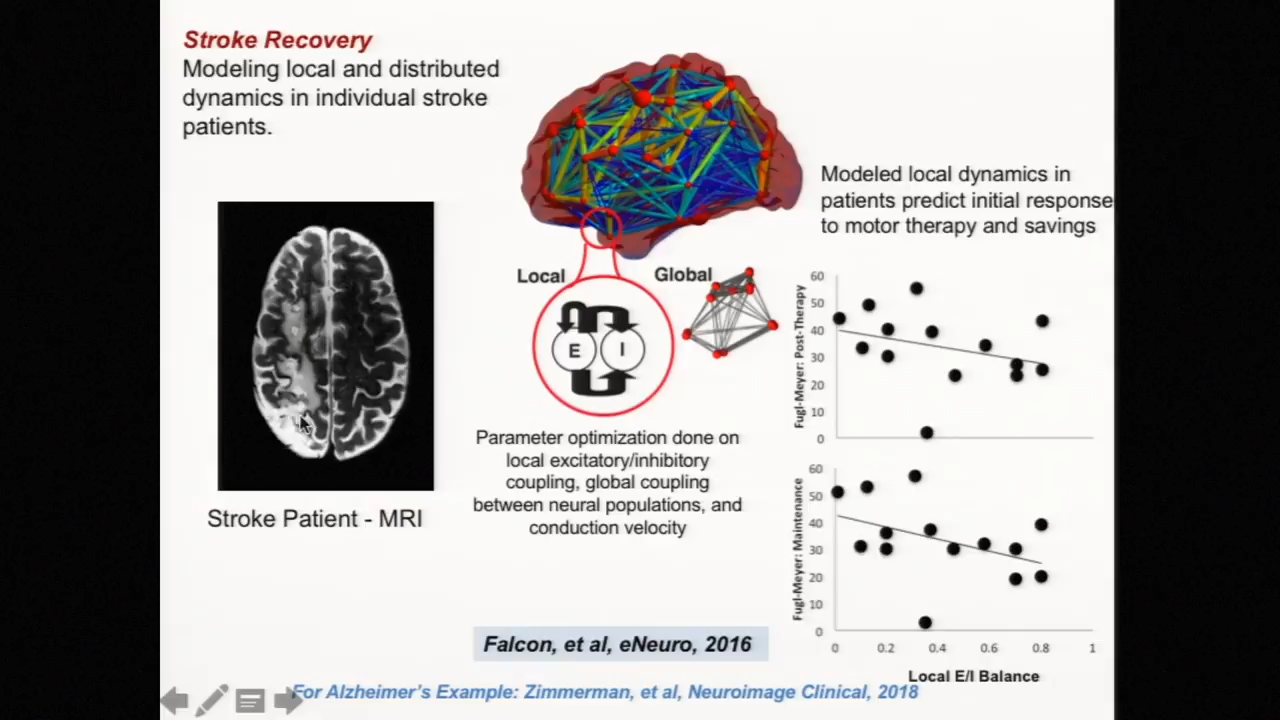 Stroke Recovery
Modeling local and distributed
dynamics in individual stroke
patients.
Stroke Patient - MRI
Local
Global
E
I
Parameter optimization done on
local excitatory/inhibitory
coupling, global coupling
between neural populations, and
conduction velocity
Modeled local dynamics in
patients predict initial response
to motor therapy and savings
Fugl-Meyer: Post-Therapy
60
50
40
30
20
10
0
Fugl-Meyer: Maintenance
60
50
40
30
20
10
0
0 0.2 0.4 0.6 0.8 1
Local E/I Balance
Falcon, et al, eNeuro, 2016
For Alzheimer's Example: Zimmerman, et al, Neuroimage Clinical, 2018